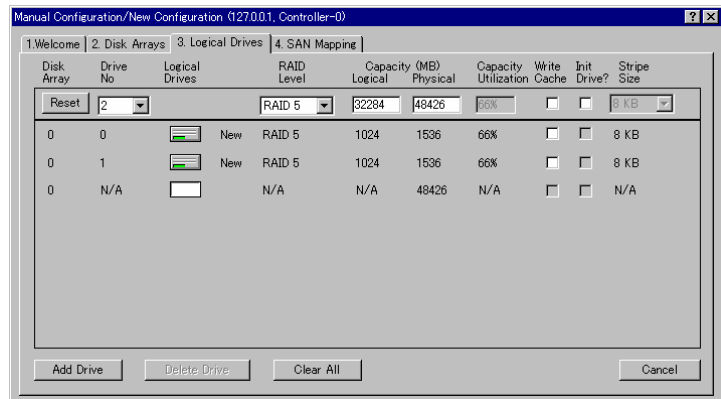 Manual Configuration/New Configuration (127.0.0.1, Controller-0)
1.Welcome 2. Disk Arrays 3. Logical Drives 4. SAN Mapping
Disk Array Drive No Logical Drives RAID Level Capacity (MB) Logical Physical Capacity Utilization Write Cache Init Drive? Stripe Size
Reset 2 RAID 5 32284 48426 66% 8 KB
0 0 New RAID 5 1024 1536 66% 8 KB
0 1 New RAID 5 1024 1536 66% 8 KB
0 N/A N/A N/A 48426 N/A N/A
Add Drive Delete Drive Clear All Cancel